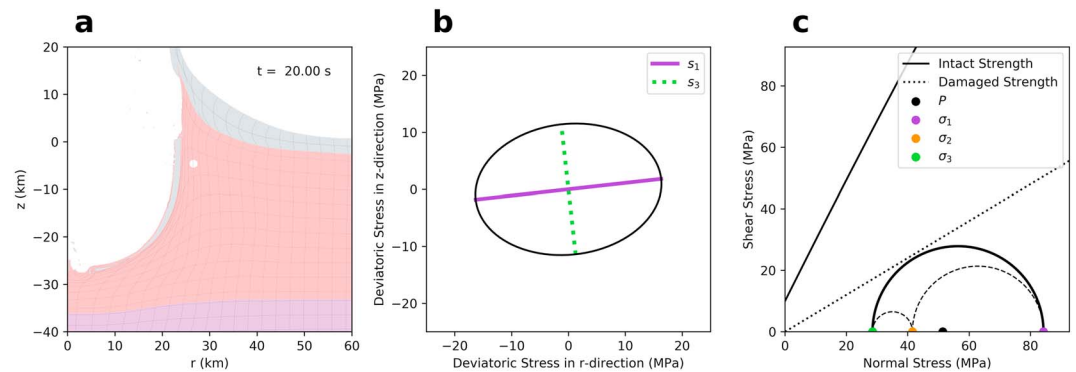 a
b
c
20
10
0
−10
−20
−30
−40
z (km)
t = 20.00 s
0
10
20
30
40
50
60
r (km)
20
10
0
−10
−20
Deviatoric Stress in z-direction (MPa)
s₁
s₃
−20
−10
0
10
20
Deviatoric Stress in r-direction (MPa)
80
60
40
20
0
Shear Stress (MPa)
Intact Strength
Damaged Strength
P
σ₁
σ₂
σ₃
0
20
40
60
80
Normal Stress (MPa)